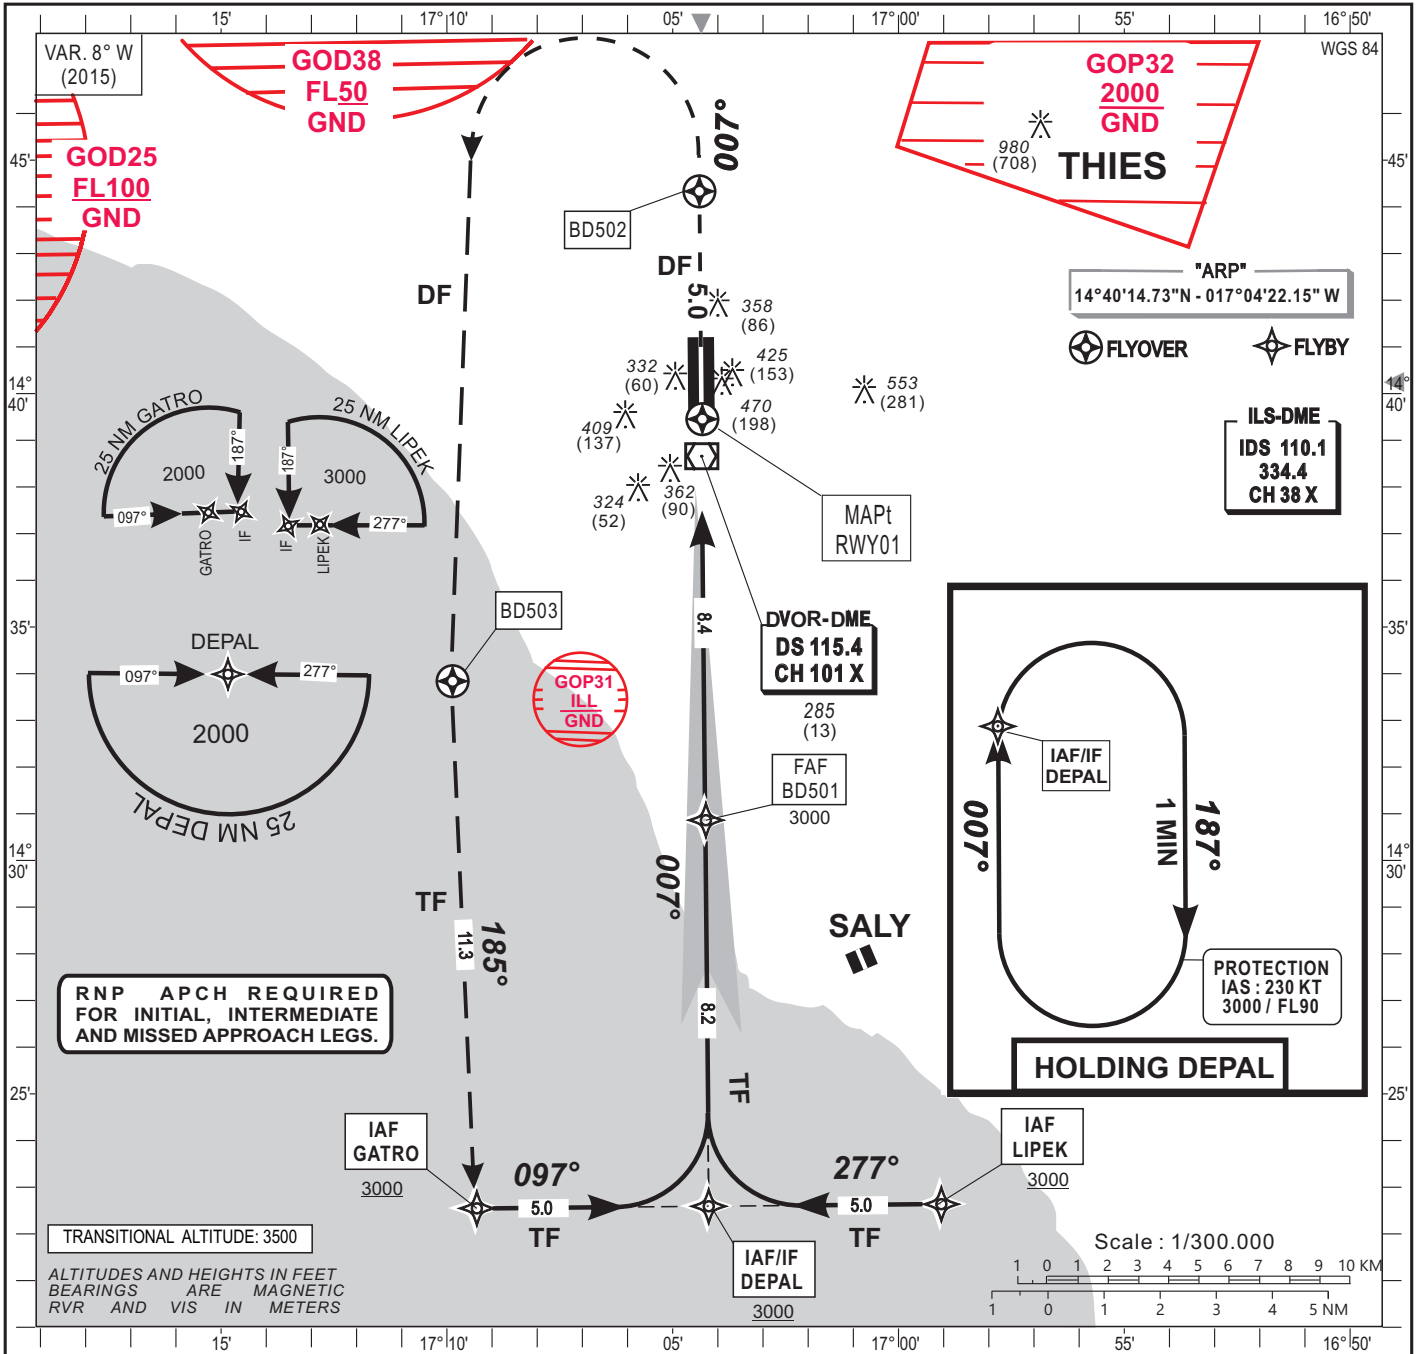 15'
17°10'
05'
17°00'
55'
16°50'
VAR. 8° W
(2015)
WGS 84
GOD38
FL50
GND
GOP32
2000
GND
980
(708)
THIES
GOD25
FL100
GND
45'
45'
007°
BD502
DF
DF
5.0
"ARP"
14°40'14.73"N - 017°04'22.15" W
FLYOVER
FLYBY
358
(86)
332
(60)
425
(153)
553
(281)
470
(198)
409
(137)
324
(52)
362
(90)
14°
40'
14°
40'
ILS-DME
IDS 110.1
334.4
CH 38 X
25 NM GATRO
187°
2000
097°
GATRO
IF
25 NM LIPEK
187°
3000
277°
IF
LIPEK
MAPt
RWY01
BD503
8.4
DVOR-DME
DS 115.4
CH 101 X
285
(13)
35'
35'
DEPAL
097°
277°
2000
25 NM DEPAL
GOP31
ILL
GND
FAF
BD501
3000
IAF/IF
DEPAL
007°
1 MIN
187°
PROTECTION
IAS : 230 KT
3000 / FL90
HOLDING DEPAL
14°
30'
14°
30'
007°
TF
11.3
185°
SALY
RNP APCH REQUIRED
FOR INITIAL, INTERMEDIATE
AND MISSED APPROACH LEGS.
8.2
TF
25'
25'
IAF
GATRO
3000
097°
5.0
TF
277°
5.0
TF
IAF
LIPEK
3000
IAF/IF
DEPAL
3000
TRANSITIONAL ALTITUDE: 3500
ALTITUDES AND HEIGHTS IN FEET
BEARINGS ARE MAGNETIC
RVR AND VIS IN METERS
Scale : 1/300.000
1 0 1 2 3 4 5 6 7 8 9 10 KM
1 0 1 2 3 4 5 NM
15'
17°10'
05'
17°00'
55'
16°50'